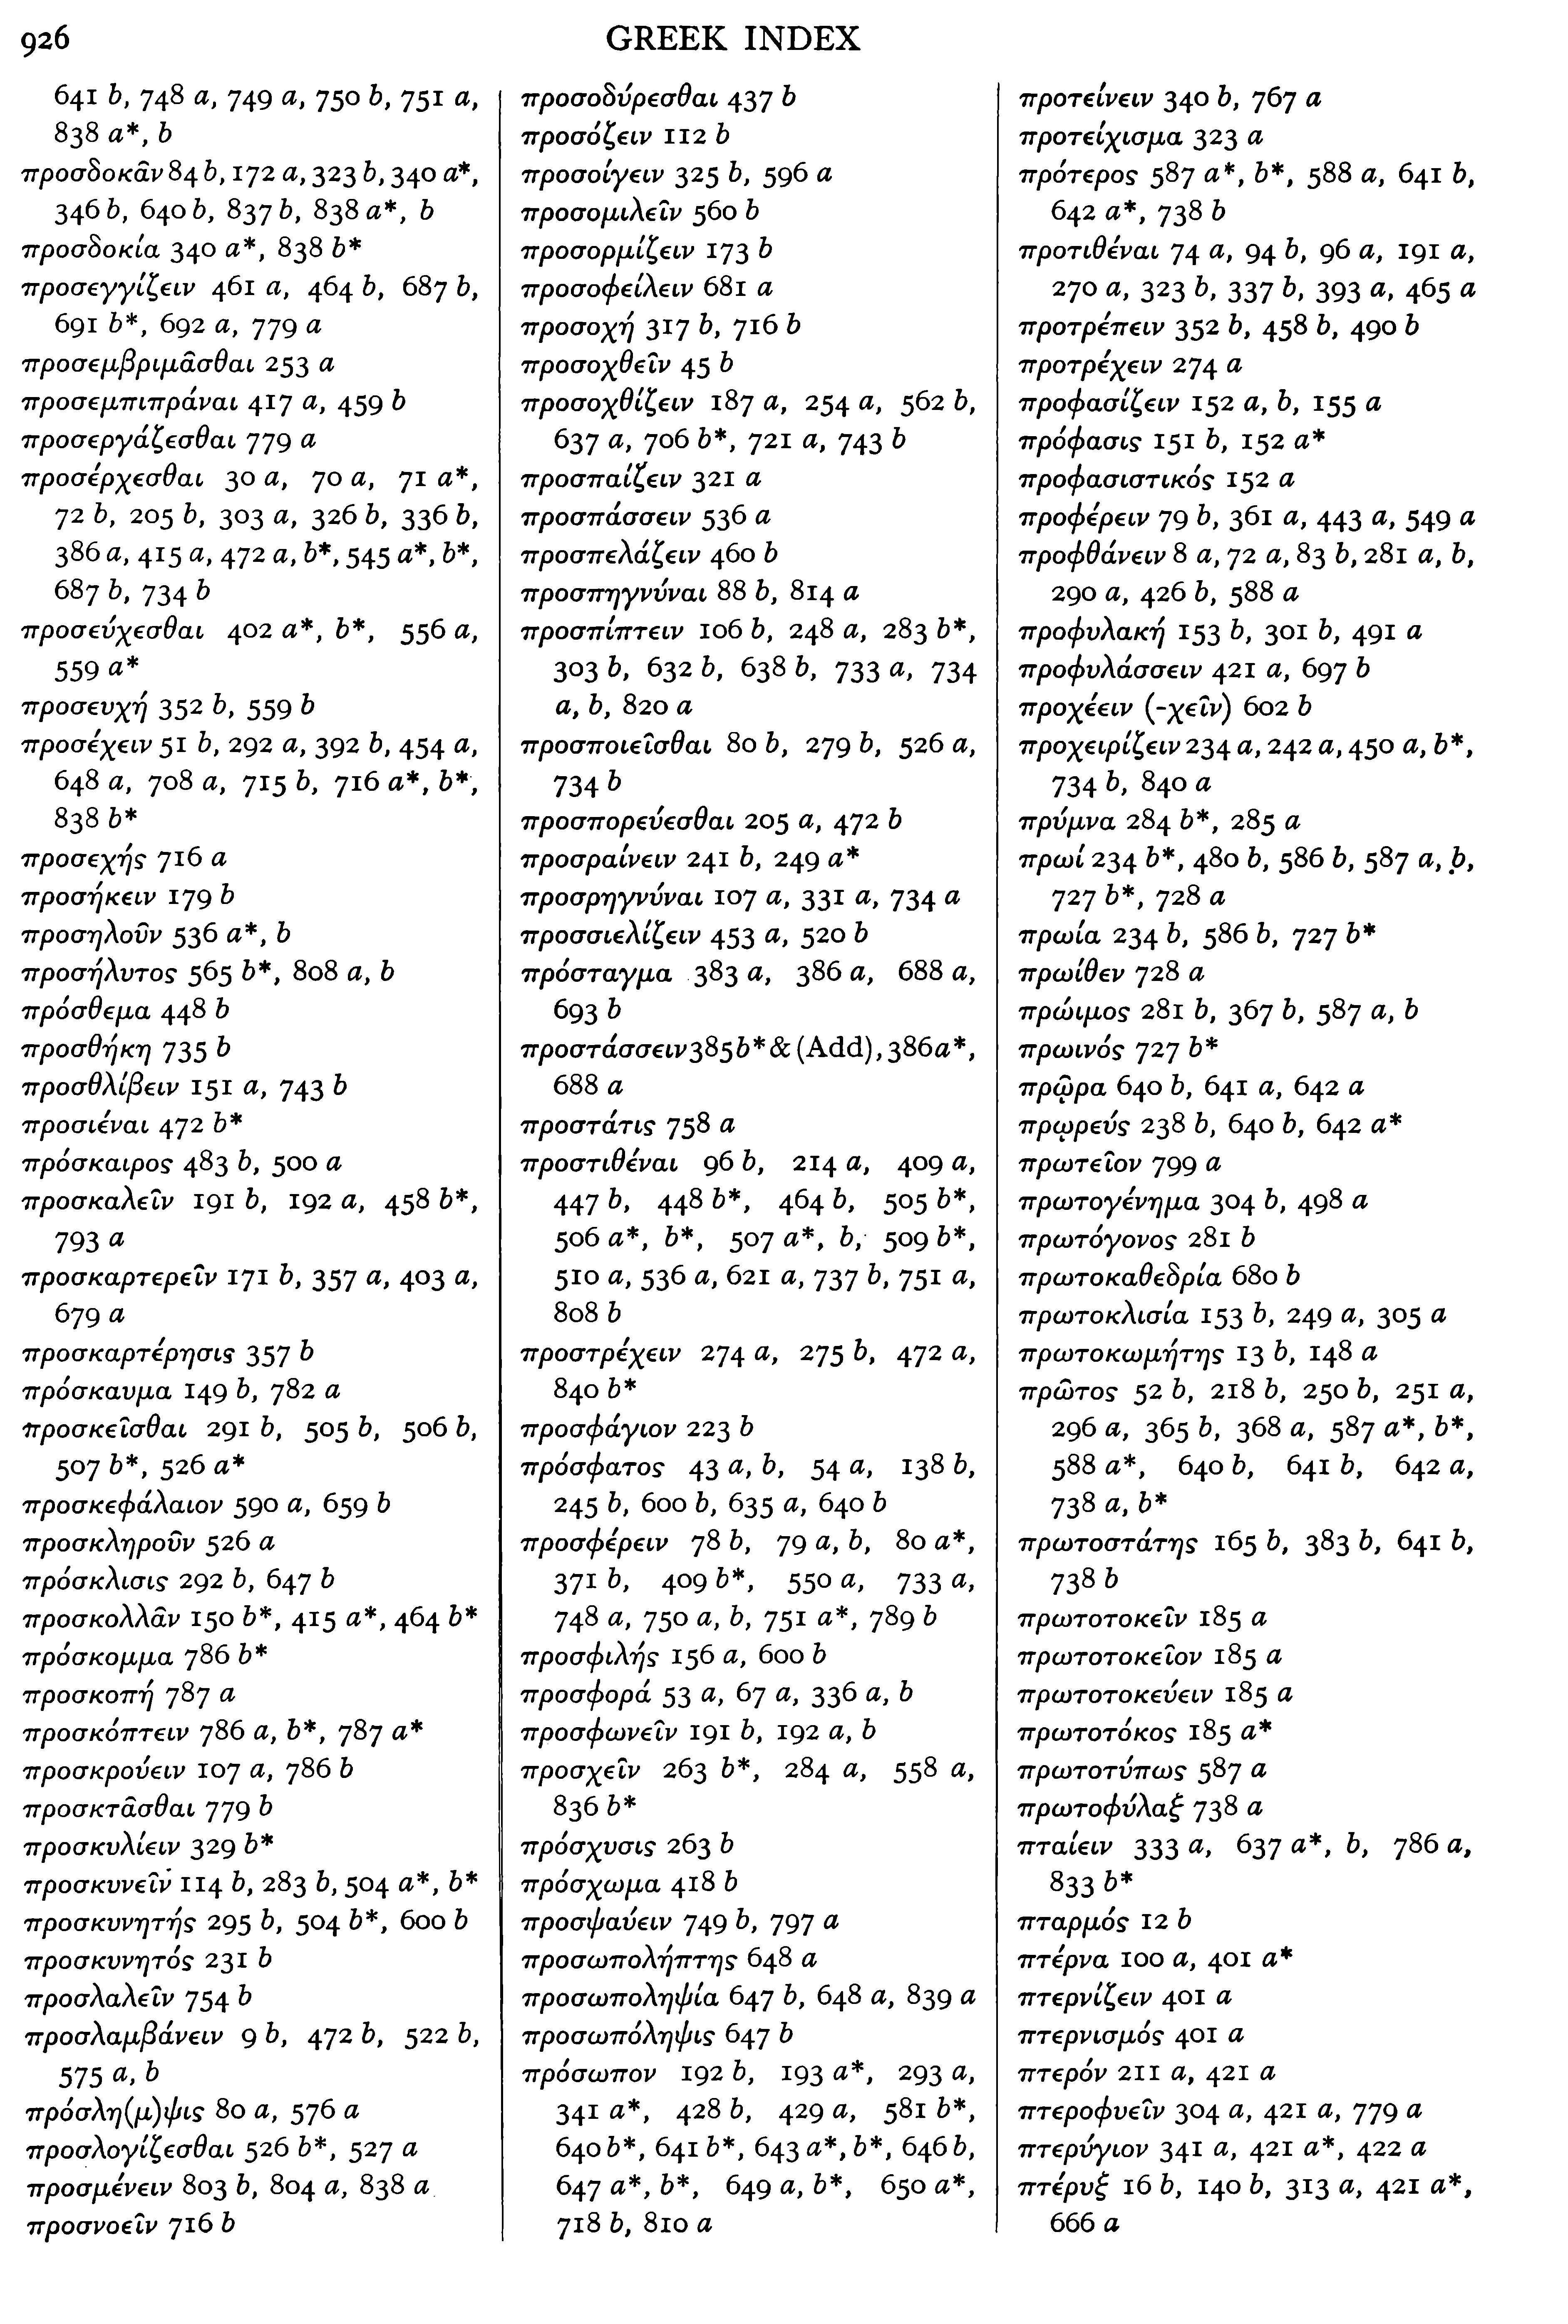 926
GREEK INDEX
641 b, 748 a, 749 a, 750 b, 751 a,
838 a*, b
προσδοκᾶν 84 b, 172 a, 323 b, 340 a*,
346 b, 640 b, 837 b, 838 a*, b
προσδοκία 340 a*, 838 b*
προσεγγίζειν 461 a, 464 b, 687 b,
691 b*, 692 a, 779 a
προσεμβριμᾶσθαι 253 a
προσεμπιπράναι 417 a, 459 b
προσεργάζεσθαι 779 a
προσέρχεσθαι 30 a, 70 a, 71 a*,
72 b, 205 b, 303 a, 326 b, 336 b,
386 a, 415 a, 472 a, b*, 545 a*, b*,
687 b, 734 b
προσεύχεσθαι 402 a*, b*, 556 a,
559 a*
προσευχή 352 b, 559 b
προσέχειν 51 b, 292 a, 392 b, 454 a,
648 a, 708 a, 715 b, 716 a*, b*,
838 b*
προσεχής 716 a
προσήκειν 179 b
προσηλοῦν 536 a*, b
προσήλυτος 565 b*, 808 a, b
πρόσθεμα 448 b
προσθήκη 735 b
προσθλίβειν 151 a, 743 b
προσιέναι 472 b*
πρόσκαιρος 483 b, 500 a
προσκαλεῖν 191 b, 192 a, 458 b*,
793 a
προσκαρτερεῖν 171 b, 357 a, 403 a,
679 a
προσκαρτέρησις 357 b
πρόσκαυμα 149 b, 782 a
προσκεῖσθαι 291 b, 505 b, 506 b,
507 b*, 526 a*
προσκεφάλαιον 590 a, 659 b
προσκληροῦν 526 a
πρόσκλισις 292 b, 647 b
προσκολλᾶν 150 b*, 415 a*, 464 b*
πρόσκομμα 786 b*
προσκοπή 787 a
προσκόπτειν 786 a, b*, 787 a*
προσκρούειν 107 a, 786 b
προσκτᾶσθαι 779 b
προσκυλίειν 329 b*
προσκυνεῖν 114 b, 283 b, 504 a*, b*
προσκυνητής 295 b, 504 b*, 600 b
προσκυνητός 231 b
προσλαλεῖν 754 b
προσλαμβάνειν 9 b, 472 b, 522 b,
575 a, b
πρόσλη(μ)ψις 80 a, 576 a
προσλογίζεσθαι 526 b*, 527 a
προσμένειν 803 b, 804 a, 838 a
προσνοεῖν 716 b
προσοδύρεσθαι 437 b
προσόζειν 112 b
προσοίγειν 325 b, 596 a
προσομιλεῖν 560 b
προσορμίζειν 173 b
προσοφείλειν 681 a
προσοχή 317 b, 716 b
προσοχθεῖν 45 b
προσοχθίζειν 187 a, 254 a, 562 b,
637 a, 706 b*, 721 a, 743 b
προσπαίζειν 321 a
προσπάσσειν 536 a
προσπελάζειν 460 b
προσπηγνύναι 88 b, 814 a
προσπίπτειν 106 b, 248 a, 283 b*,
303 b, 632 b, 638 b, 733 a, 734
a, b, 820 a
προσποιεῖσθαι 80 b, 279 b, 526 a,
734 b
προσπορεύεσθαι 205 a, 472 b
προσραίνειν 241 b, 249 a*
προσρηγνύναι 107 a, 331 a, 734 a
προσσιελίζειν 453 a, 520 b
πρόσταγμα 383 a, 386 a, 688 a,
693 b
προστάσσειν 385 b* & (Add), 386 a*,
688 a
προστάτις 758 a
προστιθέναι 96 b, 214 a, 409 a,
447 b, 448 b*, 464 b, 505 b*,
506 a*, b*, 507 a*, b, 509 b*,
510 a, 536 a, 621 a, 737 b, 751 a,
808 b
προστρέχειν 274 a, 275 b, 472 a,
840 b*
προσφάγιον 223 b
πρόσφατος 43 a, b, 54 a, 138 b,
245 b, 600 b, 635 a, 640 b
προσφέρειν 78 b, 79 a, b, 80 a*,
371 b, 409 b*, 550 a, 733 a,
748 a, 750 a, b, 751 a*, 789 b
προσφιλής 156 a, 600 b
προσφορά 53 a, 67 a, 336 a, b
προσφωνεῖν 191 b, 192 a, b
προσχεῖν 263 b*, 284 a, 558 a,
836 b*
πρόσχυσις 263 b
πρόσχωμα 418 b
προσψαύειν 749 b, 797 a
προσωπολήπτης 648 a
προσωποληψία 647 b, 648 a, 839 a
προσωπόληψις 647 b
πρόσωπον 192 b, 193 a*, 293 a,
341 a*, 428 b, 429 a, 581 b*,
640 b*, 641 b*, 643 a*, b*, 646 b,
647 a*, b*, 649 a, b*, 650 a*,
718 b, 810 a
προτείνειν 340 b, 767 a
προτείχισμα 323 a
πρότερος 587 a*, b*, 588 a, 641 b,
642 a*, 738 b
προτιθέναι 74 a, 94 b, 96 a, 191 a,
270 a, 323 b, 337 b, 393 a, 465 a
προτρέπειν 352 b, 458 b, 490 b
προτρέχειν 274 a
προφασίζειν 152 a, b, 155 a
πρόφασις 151 b, 152 a*
προφασιστικός 152 a
προφέρειν 79 b, 361 a, 443 a, 549 a
προφθάνειν 8 a, 72 a, 83 b, 281 a, b,
290 a, 426 b, 588 a
προφυλακή 153 b, 301 b, 491 a
προφυλάσσειν 421 a, 697 b
προχέειν (-χεῖν) 602 b
προχειρίζειν 234 a, 242 a, 450 a, b*,
734 b, 840 a
πρύμνα 284 b*, 285 a
πρωί 234 b*, 480 b, 586 b, 587 a, b,
727 b*, 728 a
πρωία 234 b, 586 b, 727 b*
πρωίθεν 728 a
πρώιμος 281 b, 367 b, 587 a, b
πρωινός 727 b*
πρῷρα 640 b, 641 a, 642 a
πρῳρεύς 238 b, 640 b, 642 a*
πρωτεῖον 799 a
πρωτογένημα 304 b, 498 a
πρωτόγονος 281 b
πρωτοκαθεδρία 680 b
πρωτοκλισία 153 b, 249 a, 305 a
πρωτοκωμήτης 13 b, 148 a
πρῶτος 52 b, 218 b, 250 b, 251 a,
296 a, 365 b, 368 a, 587 a*, b*,
588 a*, 640 b, 641 b, 642 a,
738 a, b*
πρωτοστάτης 165 b, 383 b, 641 b,
738 b
πρωτοτοκεῖν 185 a
πρωτοτοκεῖον 185 a
πρωτοτοκεύειν 185 a
πρωτοτόκος 185 a*
πρωτοτύπως 587 a
πρωτοφύλαξ 738 a
πταίειν 333 a, 637 a*, b, 786 a,
833 b*
πταρμός 12 b
πτέρνα 100 a, 401 a*
πτερνίζειν 401 a
πτερνισμός 401 a
πτερόν 211 a, 421 a
πτεροφυεῖν 304 a, 421 a, 779 a
πτερύγιον 341 a, 421 a*, 422 a
πτέρυξ 16 b, 140 b, 313 a, 421 a*,
666 a